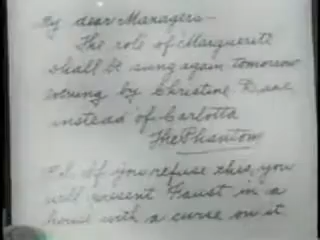 My dear Managers—
The role of Marguerite
shall be sung again tomorrow
evening by Christine Daae
instead of Carlotta
The Phantom
P.S. If you refuse this, you
will present Faust in a
house with a curse on it